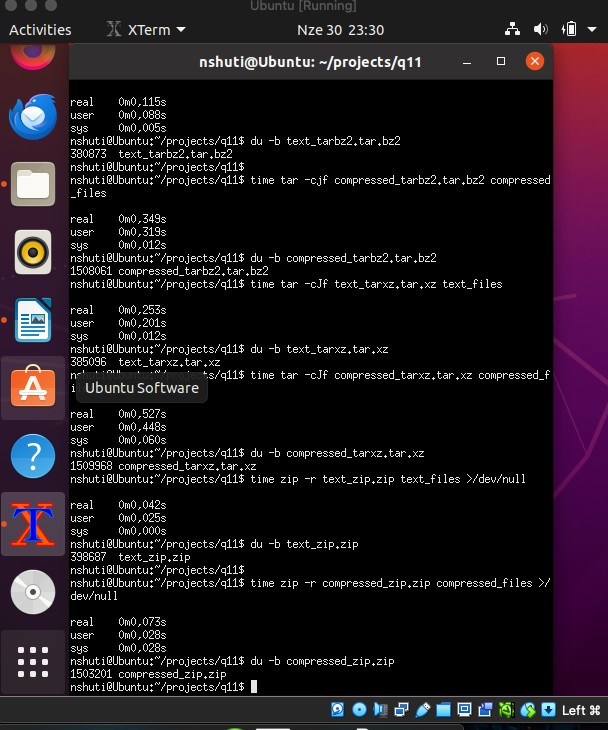 Ubuntu [Running]
Activities
XTerm
Nze 30 23:30
nshuti@Ubuntu: ~/projects/q11
real    0m0,115s
user    0m0,088s
sys     0m0,005s
nshuti@Ubuntu:~/projects/q11$ du -b text_tarbz2.tar.bz2
380873  text_tarbz2.tar.bz2
nshuti@Ubuntu:~/projects/q11$
nshuti@Ubuntu:~/projects/q11$ time tar -cjf compressed_tarbz2.tar.bz2 compressed
_files
real    0m0,349s
user    0m0,319s
sys     0m0,012s
nshuti@Ubuntu:~/projects/q11$ du -b compressed_tarbz2.tar.bz2
1508061 compressed_tarbz2.tar.bz2
nshuti@Ubuntu:~/projects/q11$ time tar -cJf text_tarxz.tar.xz text_files
real    0m0,253s
user    0m0,201s
sys     0m0,012s
nshuti@Ubuntu:~/projects/q11$ du -b text_tarxz.tar.xz
385096  text_tarxz.tar.xz
nshuti@Ubuntu:~/projects/q11$ time tar -cJf compressed_tarxz.tar.xz compressed_f
Ubuntu Software
real    0m0,527s
user    0m0,448s
sys     0m0,060s
nshuti@Ubuntu:~/projects/q11$ du -b compressed_tarxz.tar.xz
1509968 compressed_tarxz.tar.xz
nshuti@Ubuntu:~/projects/q11$ time zip -r text_zip.zip text_files >/dev/null
real    0m0,042s
user    0m0,025s
sys     0m0,000s
nshuti@Ubuntu:~/projects/q11$ du -b text_zip.zip
398687  text_zip.zip
nshuti@Ubuntu:~/projects/q11$
nshuti@Ubuntu:~/projects/q11$ time zip -r compressed_zip.zip compressed_files >/
dev/null
real    0m0,073s
user    0m0,028s
sys     0m0,028s
nshuti@Ubuntu:~/projects/q11$ du -b compressed_zip.zip
1503201 compressed_zip.zip
nshuti@Ubuntu:~/projects/q11$
Left ⌘